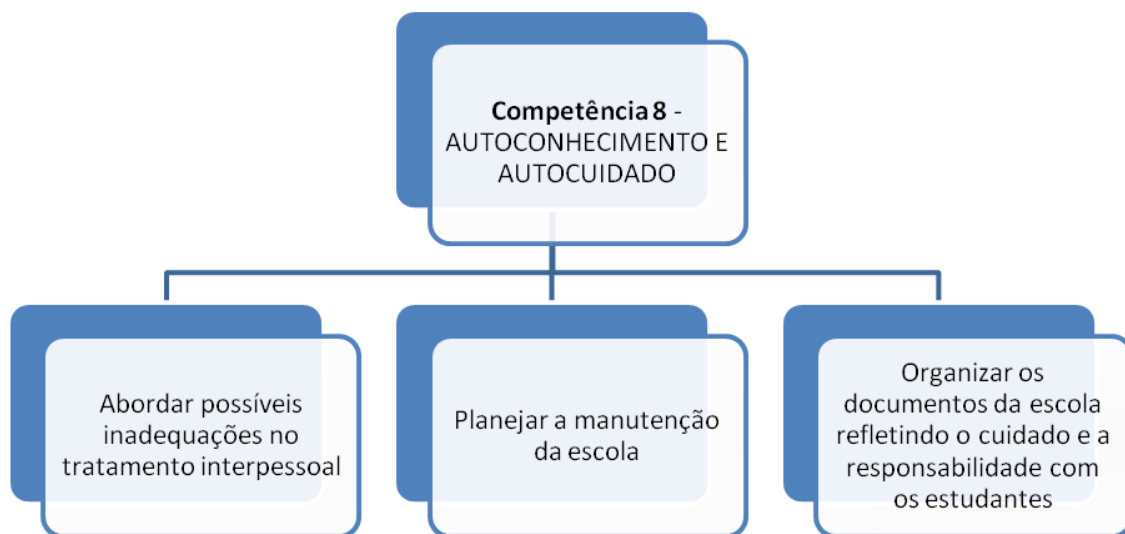 Competência 8 -
AUTOCONHECIMENTO E
AUTOCUIDADO
Abordar possíveis
inadequações no
tratamento interpessoal
Planejar a manutenção
da escola
Organizar os
documentos da escola
refletindo o cuidado e a
responsabilidade com
os estudantes